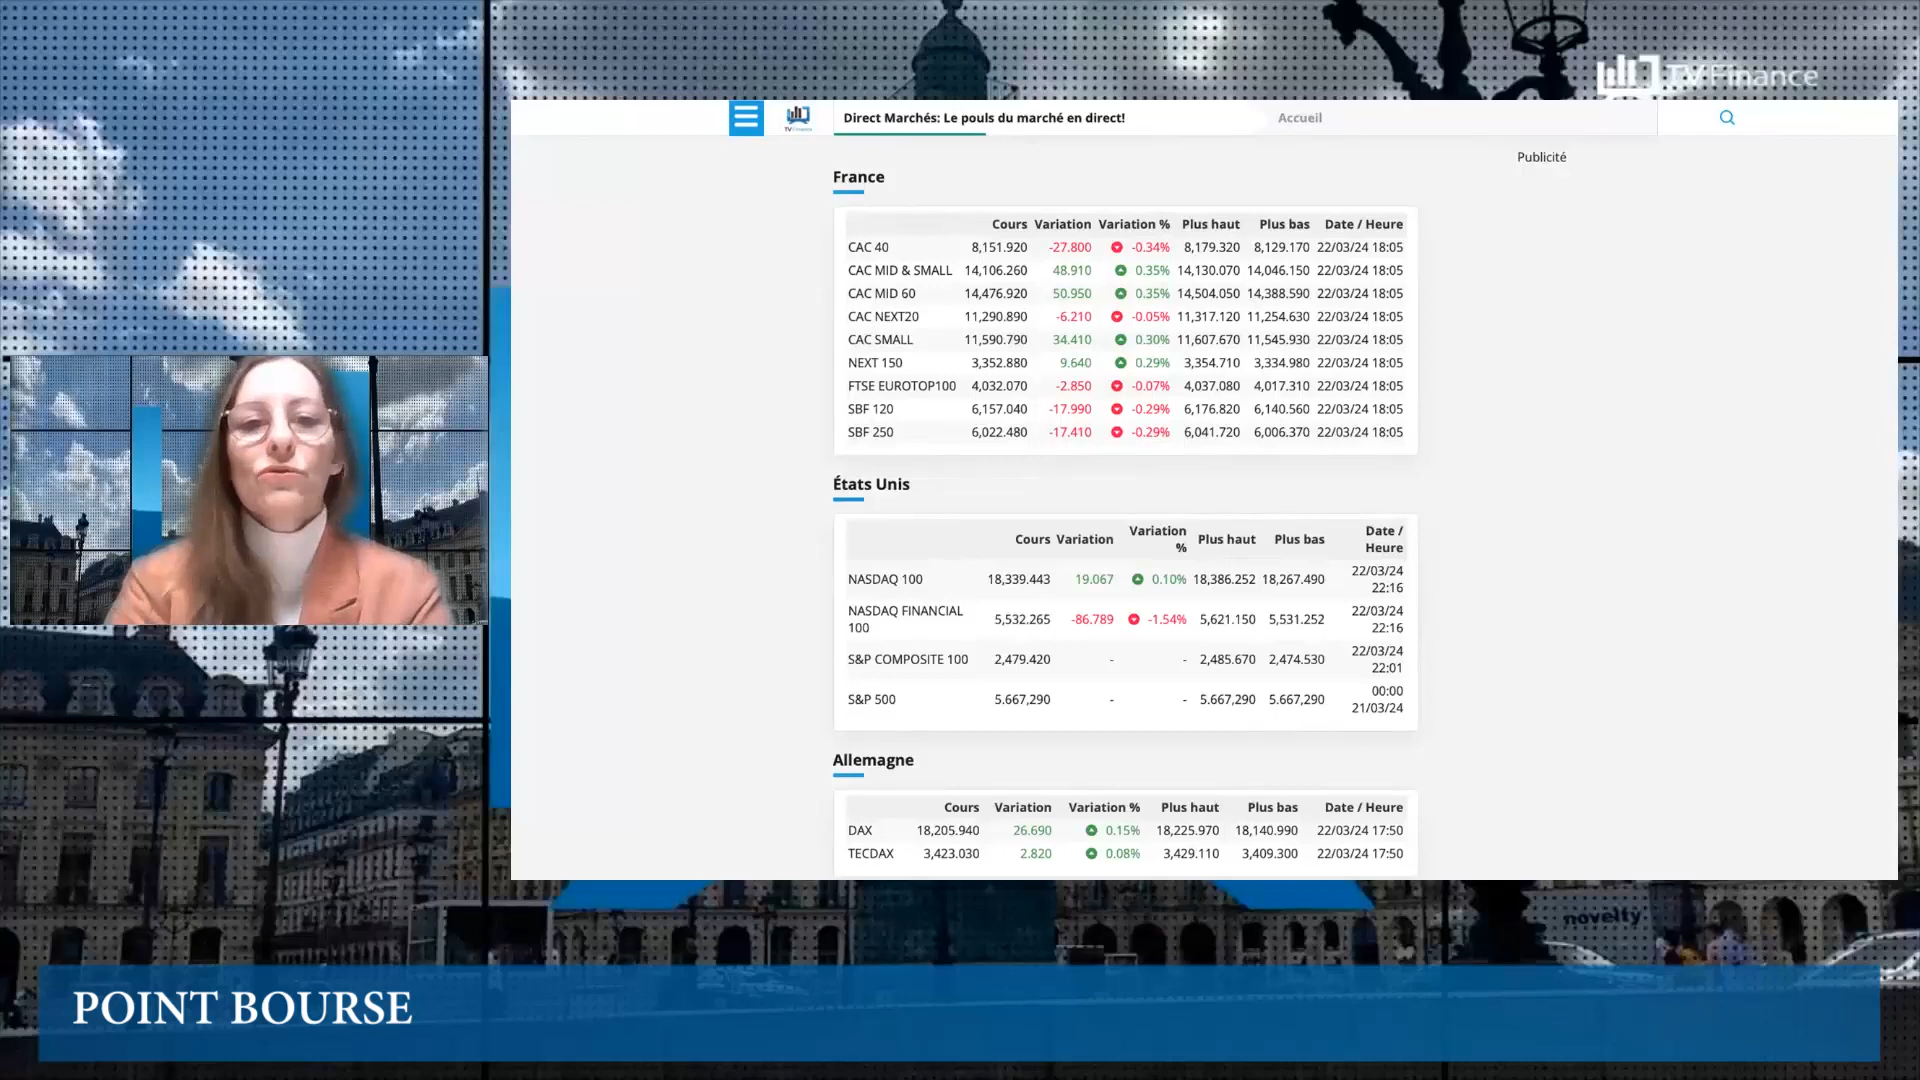 TVFinance
TVFinance
Direct Marchés: Le pouls du marché en direct!
Accueil
Publicité
France
Cours Variation Variation % Plus haut Plus bas Date / Heure
CAC 40 8,151.920 -27.800 -0.34% 8,179.320 8,129.170 22/03/24 18:05
CAC MID & SMALL 14,106.260 48.910 0.35% 14,130.070 14,046.150 22/03/24 18:05
CAC MID 60 14,476.920 50.950 0.35% 14,504.050 14,388.590 22/03/24 18:05
CAC NEXT20 11,290.890 -6.210 -0.05% 11,317.120 11,254.630 22/03/24 18:05
CAC SMALL 11,590.790 34.410 0.30% 11,607.670 11,545.930 22/03/24 18:05
NEXT 150 3,352.880 9.640 0.29% 3,354.710 3,334.980 22/03/24 18:05
FTSE EUROTOP100 4,032.070 -2.850 -0.07% 4,037.080 4,017.310 22/03/24 18:05
SBF 120 6,157.040 -17.990 -0.29% 6,176.820 6,140.560 22/03/24 18:05
SBF 250 6,022.480 -17.410 -0.29% 6,041.720 6,006.370 22/03/24 18:05
États Unis
Cours Variation Variation % Plus haut Plus bas Date / Heure
NASDAQ 100 18,339.443 19.067 0.10% 18,386.252 18,267.490 22/03/24 22:16
NASDAQ FINANCIAL 100 5,532.265 -86.789 -1.54% 5,621.150 5,531.252 22/03/24 22:16
S&P COMPOSITE 100 2,479.420 - - 2,485.670 2,474.530 22/03/24 22:01
S&P 500 5.667,290 - - 5.667,290 5.667,290 00:00 21/03/24
Allemagne
Cours Variation Variation % Plus haut Plus bas Date / Heure
DAX 18,205.940 26.690 0.15% 18,225.970 18,140.990 22/03/24 17:50
TECDAX 3,423.030 2.820 0.08% 3,429.110 3,409.300 22/03/24 17:50
novelty
POINT BOURSE